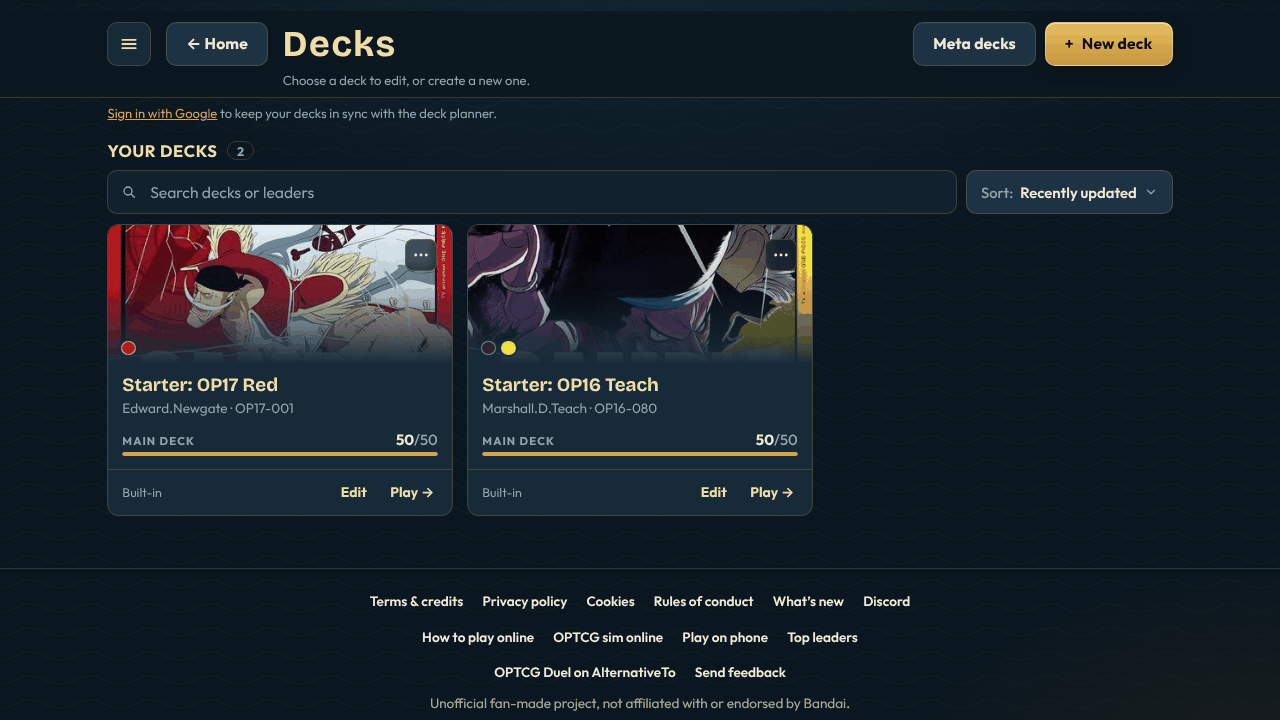 ← Home
Decks
Meta decks
+ New deck
Choose a deck to edit, or create a new one.
Sign in with Google to keep your decks in sync with the deck planner.
YOUR DECKS 2
Search decks or leaders
Sort: Recently updated
Starter: OP17 Red
Edward.Newgate · OP17-001
MAIN DECK 50/50
Built-in Edit Play →
Starter: OP16 Teach
Marshall.D.Teach · OP16-080
MAIN DECK 50/50
Built-in Edit Play →
Terms & credits Privacy policy Cookies Rules of conduct What's new Discord
How to play online OPTCG sim online Play on phone Top leaders
OPTCG Duel on AlternativeTo Send feedback
Unofficial fan-made project, not affiliated with or endorsed by Bandai.